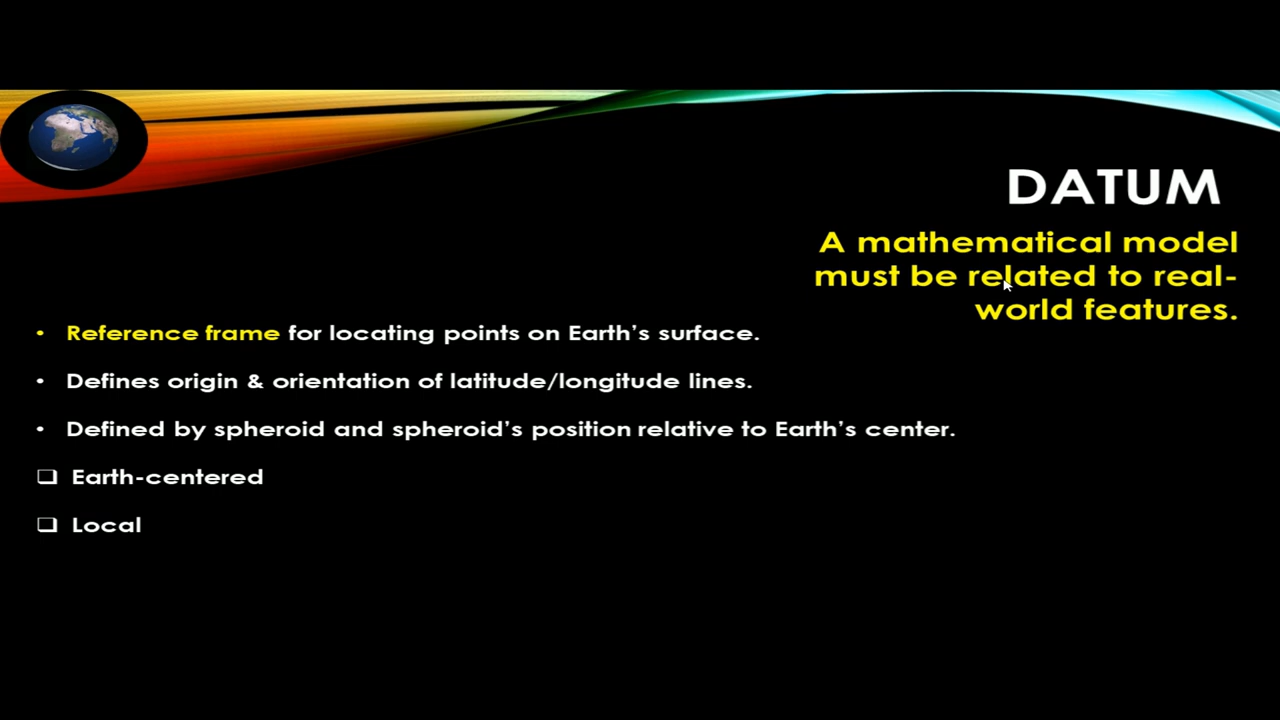 DATUM
A mathematical model
must be related to real-
world features.
• Reference frame for locating points on Earth’s surface.
• Defines origin & orientation of latitude/longitude lines.
• Defined by spheroid and spheroid’s position relative to Earth’s center.
❑ Earth-centered
❑ Local